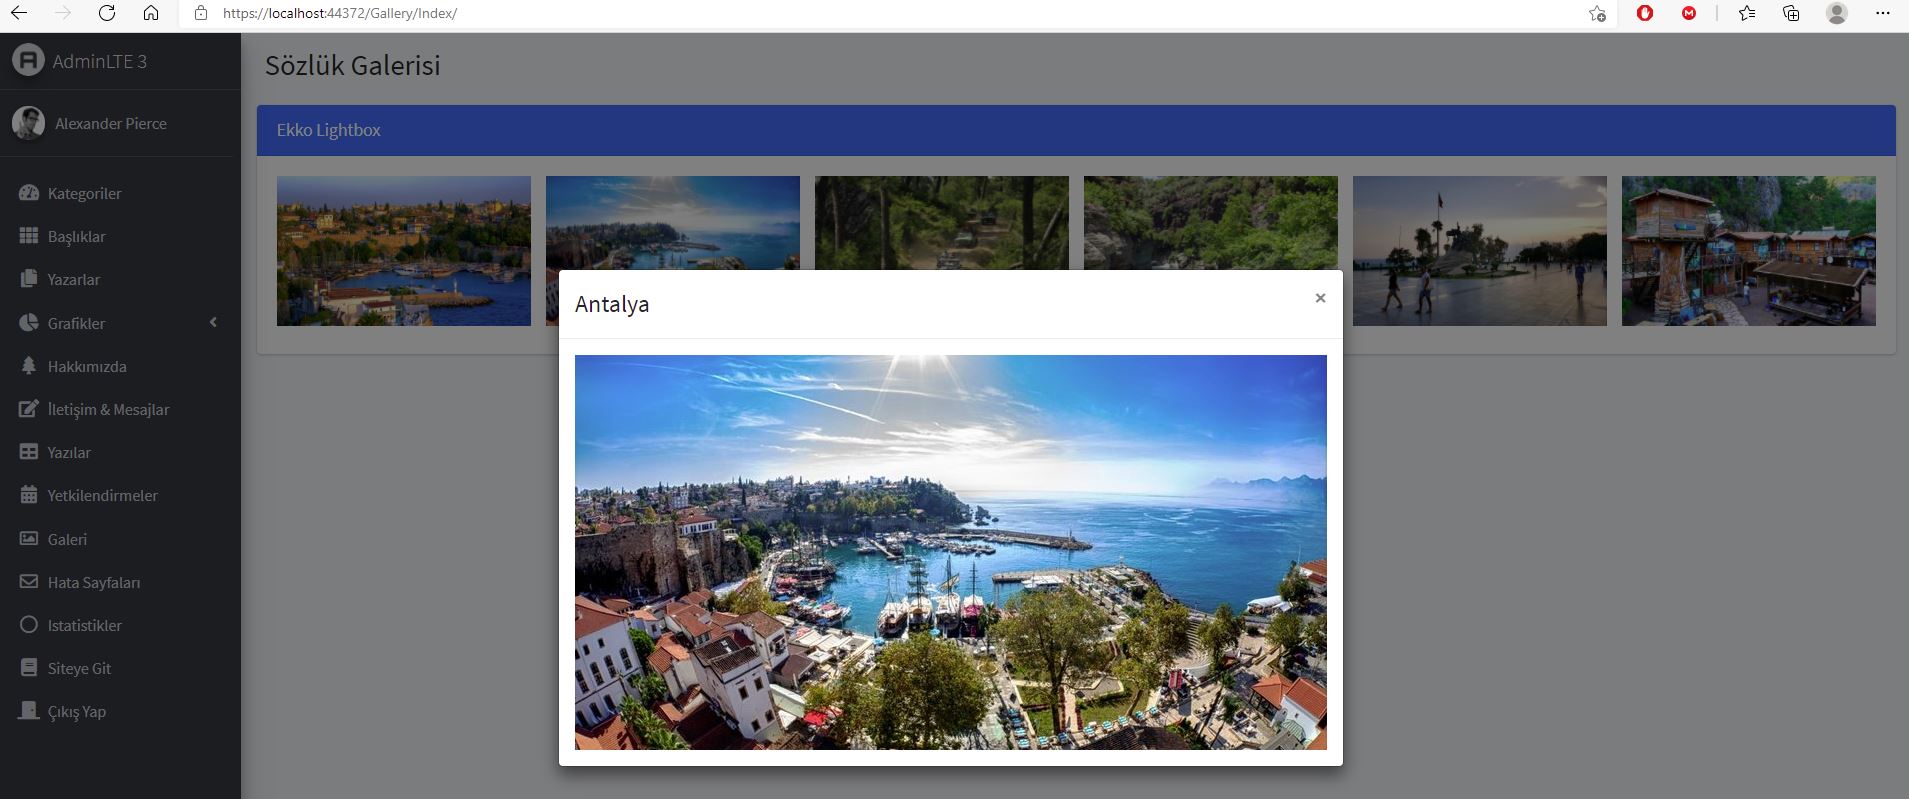 https://localhost:44372/Gallery/Index/
AdminLTE 3
Alexander Pierce
Kategoriler
Başlıklar
Yazarlar
Grafikler
Hakkımızda
İletişim & Mesajlar
Yazılar
Yetkilendirmeler
Galeri
Hata Sayfaları
Istatistikler
Siteye Git
Çıkış Yap
Sözlük Galerisi
Ekko Lightbox
Antalya
×